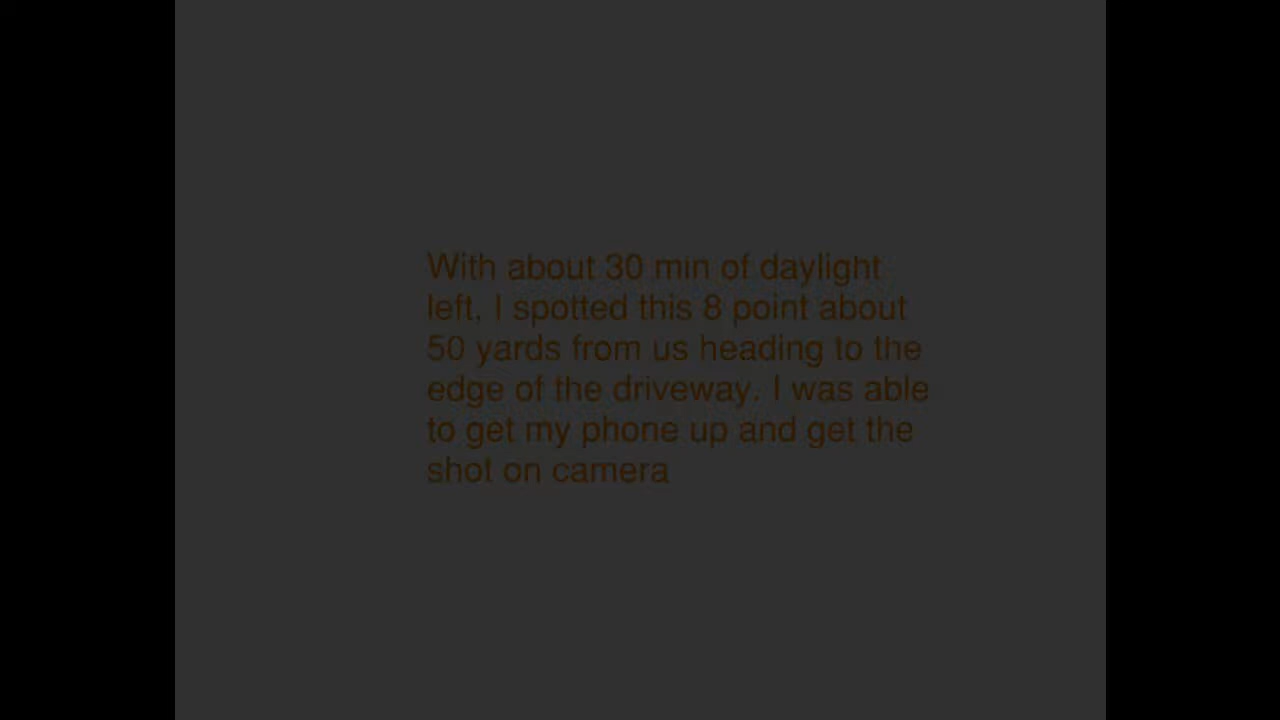 With about 30 min of daylight
left, I spotted this 8 point about
50 yards from us heading to the
edge of the driveway. I was able
to get my phone up and get the
shot on camera